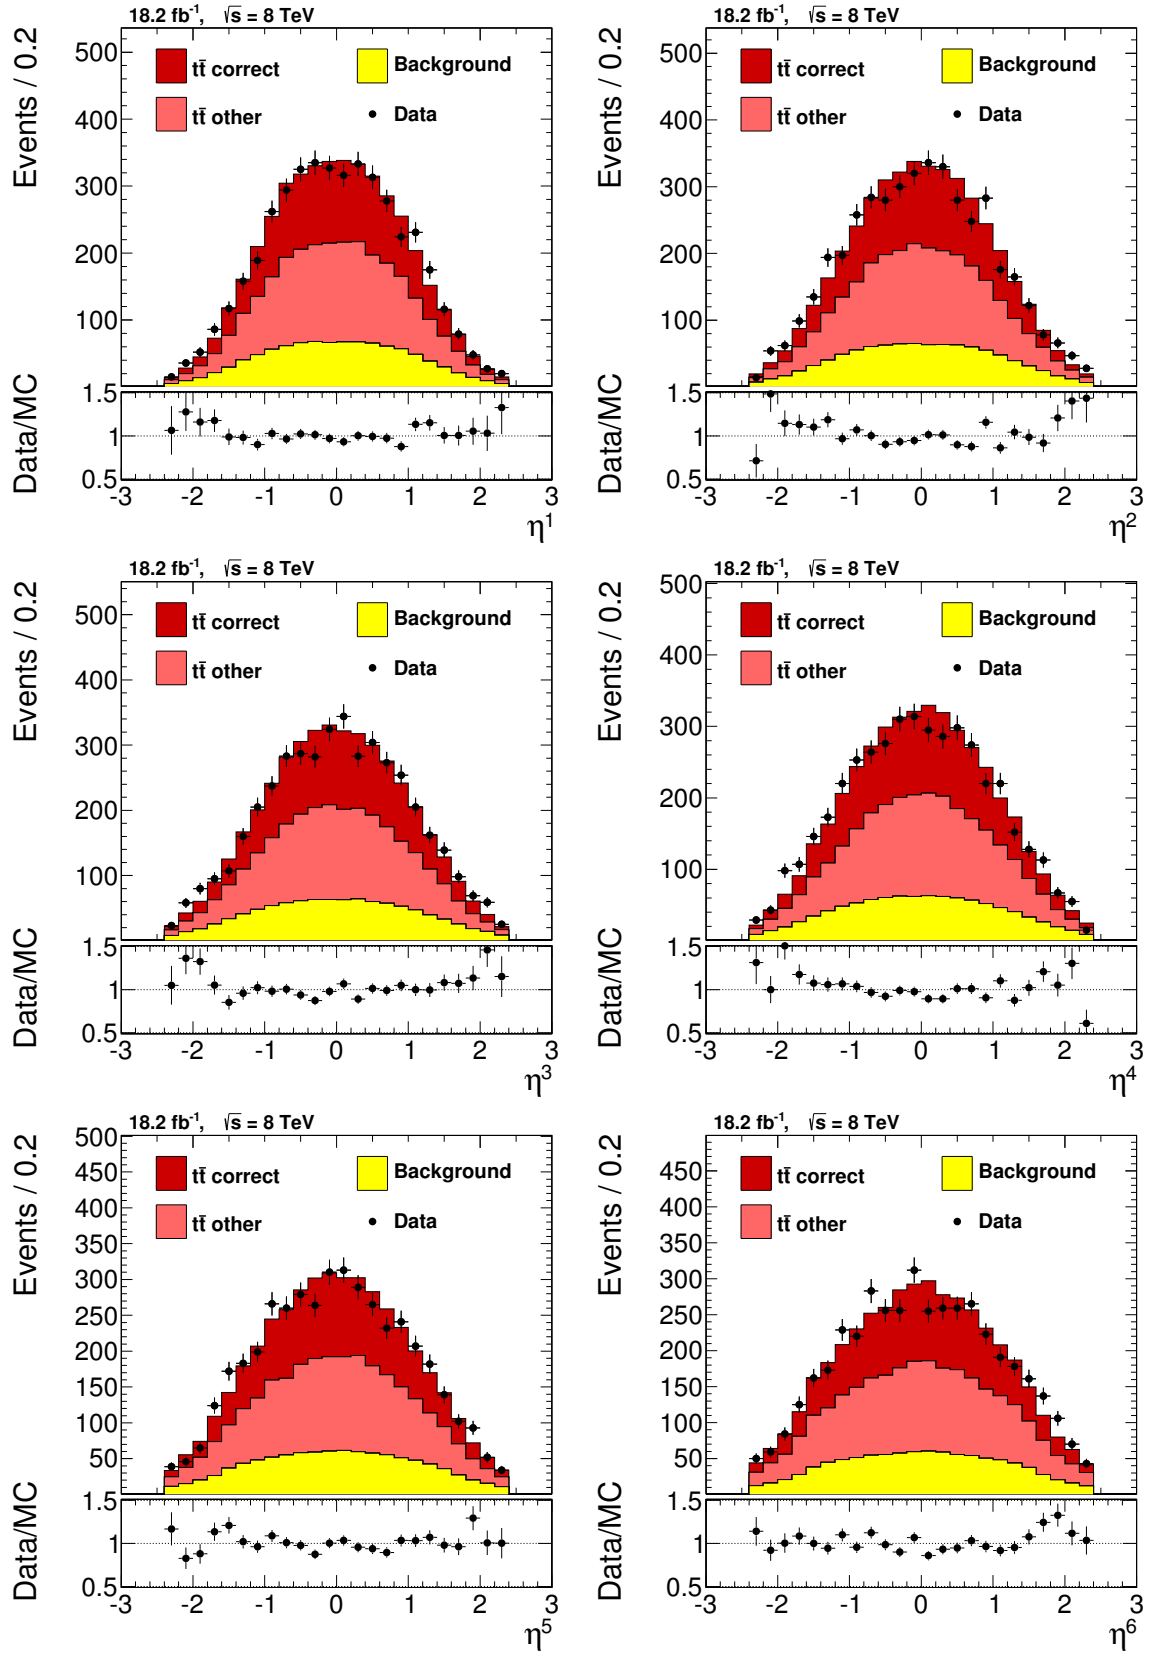 18.2 fb⁻¹, √s = 8 TeV
Events / 0.2
500
400
300
200
100
tt̄ correct
tt̄ other
Background
Data
Data/MC
1.5
1
0.5
-3 -2 -1 0 1 2 3
η¹
18.2 fb⁻¹, √s = 8 TeV
Events / 0.2
500
400
300
200
100
tt̄ correct
tt̄ other
Background
Data
Data/MC
1.5
1
0.5
-3 -2 -1 0 1 2 3
η²
18.2 fb⁻¹, √s = 8 TeV
Events / 0.2
500
400
300
200
100
tt̄ correct
tt̄ other
Background
Data
Data/MC
1.5
1
0.5
-3 -2 -1 0 1 2 3
η³
18.2 fb⁻¹, √s = 8 TeV
Events / 0.2
500
400
300
200
100
tt̄ correct
tt̄ other
Background
Data
Data/MC
1.5
1
0.5
-3 -2 -1 0 1 2 3
η⁴
18.2 fb⁻¹, √s = 8 TeV
Events / 0.2
500
450
400
350
300
250
200
150
100
50
tt̄ correct
tt̄ other
Background
Data
Data/MC
1.5
1
0.5
-3 -2 -1 0 1 2 3
η⁵
18.2 fb⁻¹, √s = 8 TeV
Events / 0.2
450
400
350
300
250
200
150
100
50
tt̄ correct
tt̄ other
Background
Data
Data/MC
1.5
1
0.5
-3 -2 -1 0 1 2 3
η⁶